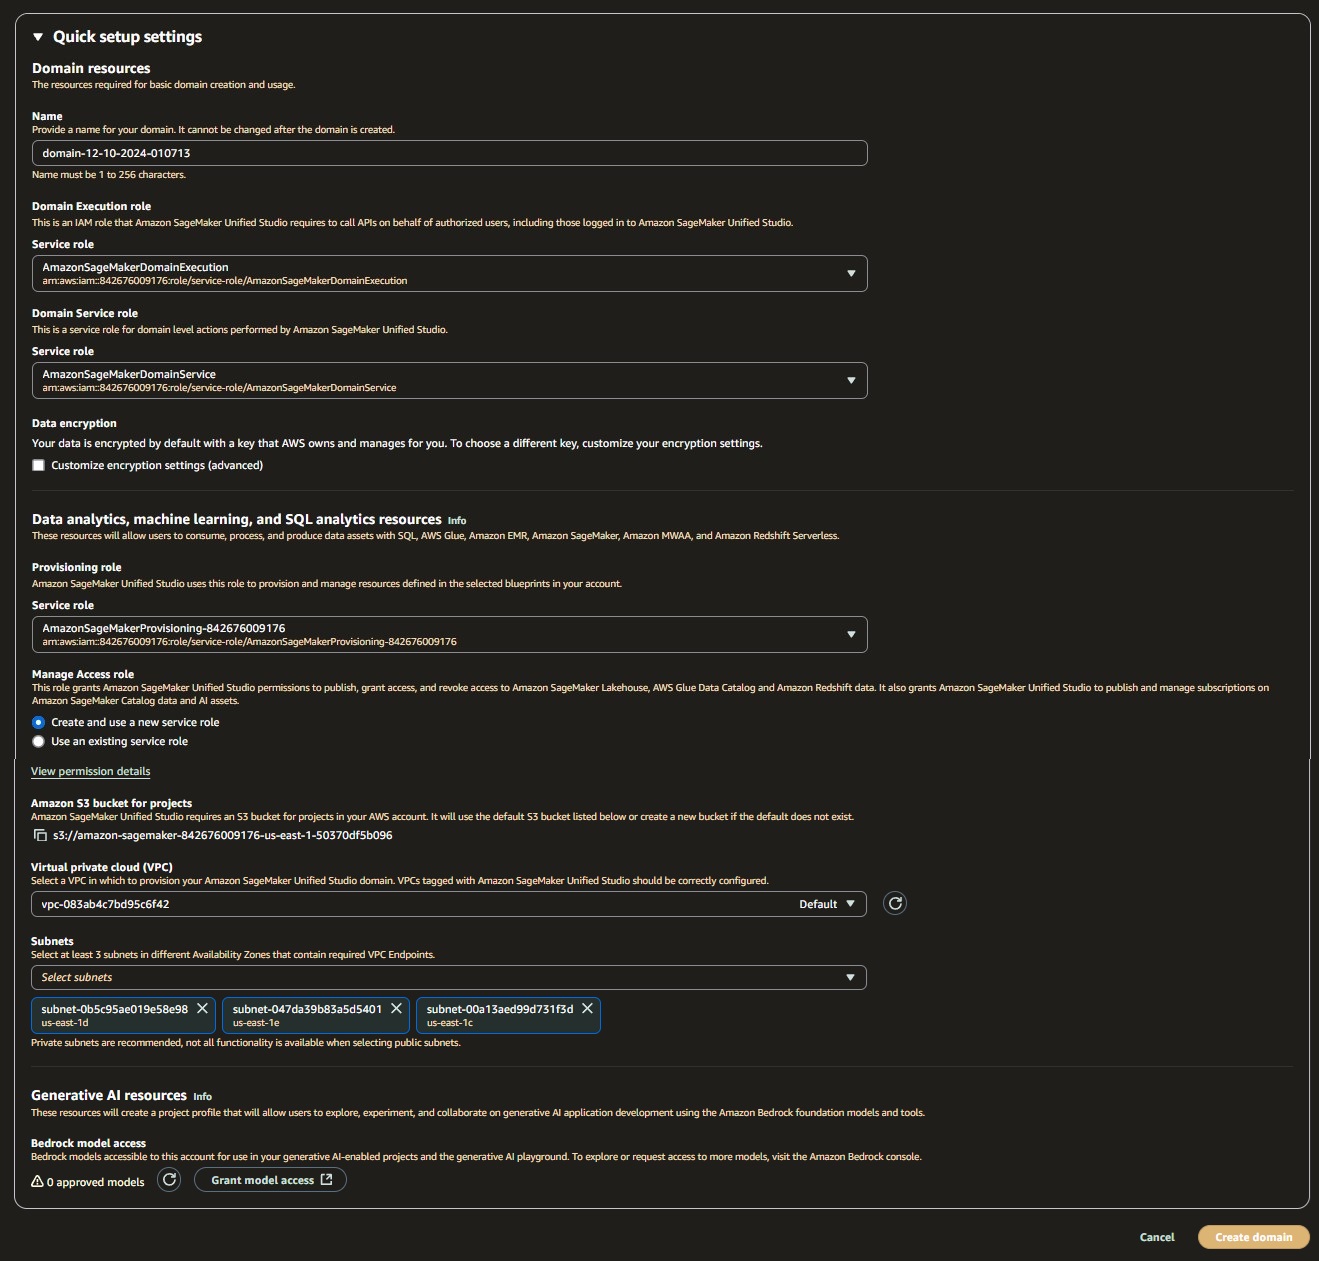 Quick setup settings
Domain resources
The resources required for basic domain creation and usage.
Name
Provide a name for your domain. It cannot be changed after the domain is created.
domain-12-10-2024-010713
Name must be 1 to 256 characters.
Domain Execution role
This is an IAM role that Amazon SageMaker Unified Studio requires to call APIs on behalf of authorized users, including those logged in to Amazon SageMaker Unified Studio.
Service role
AmazonSageMakerDomainExecution
arn:aws:iam::842676009176:role/service-role/AmazonSageMakerDomainExecution
Domain Service role
This is a service role for domain level actions performed by Amazon SageMaker Unified Studio.
Service role
AmazonSageMakerDomainService
arn:aws:iam::842676009176:role/service-role/AmazonSageMakerDomainService
Data encryption
Your data is encrypted by default with a key that AWS owns and manages for you. To choose a different key, customize your encryption settings.
Customize encryption settings (advanced)
Data analytics, machine learning, and SQL analytics resources Info
These resources will allow users to consume, process, and produce data assets with SQL, AWS Glue, Amazon EMR, Amazon SageMaker, Amazon MWAA, and Amazon Redshift Serverless.
Provisioning role
Amazon SageMaker Unified Studio uses this role to provision and manage resources defined in the selected blueprints in your account.
Service role
AmazonSageMakerProvisioning-842676009176
arn:aws:iam::842676009176:role/service-role/AmazonSageMakerProvisioning-842676009176
Manage Access role
This role grants Amazon SageMaker Unified Studio permissions to publish, grant access, and revoke access to Amazon SageMaker Lakehouse, AWS Glue Data Catalog and Amazon Redshift data. It also grants Amazon SageMaker Unified Studio to publish and manage subscriptions on
Amazon SageMaker Catalog data and AI assets.
Create and use a new service role
Use an existing service role
View permission details
Amazon S3 bucket for projects
Amazon SageMaker Unified Studio requires an S3 bucket for projects in your AWS account. It will use the default S3 bucket listed below or create a new bucket if the default does not exist.
s3://amazon-sagemaker-842676009176-us-east-1-50370df5b096
Virtual private cloud (VPC)
Select a VPC in which to provision your Amazon SageMaker Unified Studio domain. VPCs tagged with Amazon SageMaker Unified Studio should be correctly configured.
vpc-083ab4c7bd95c6f42 Default
Subnets
Select at least 3 subnets in different Availability Zones that contain required VPC Endpoints.
Select subnets
subnet-0b5c95ae019e58e98 subnet-047da39b83a5d5401 subnet-00a13aed99d731f3d
us-east-1d us-east-1e us-east-1c
Private subnets are recommended, not all functionality is available when selecting public subnets.
Generative AI resources Info
These resources will create a project profile that will allow users to explore, experiment, and collaborate on generative AI application development using the Amazon Bedrock foundation models and tools.
Bedrock model access
Bedrock models accessible to this account for use in your generative AI-enabled projects and the generative AI playground. To explore or request access to more models, visit the Amazon Bedrock console.
0 approved models Grant model access
Cancel Create domain